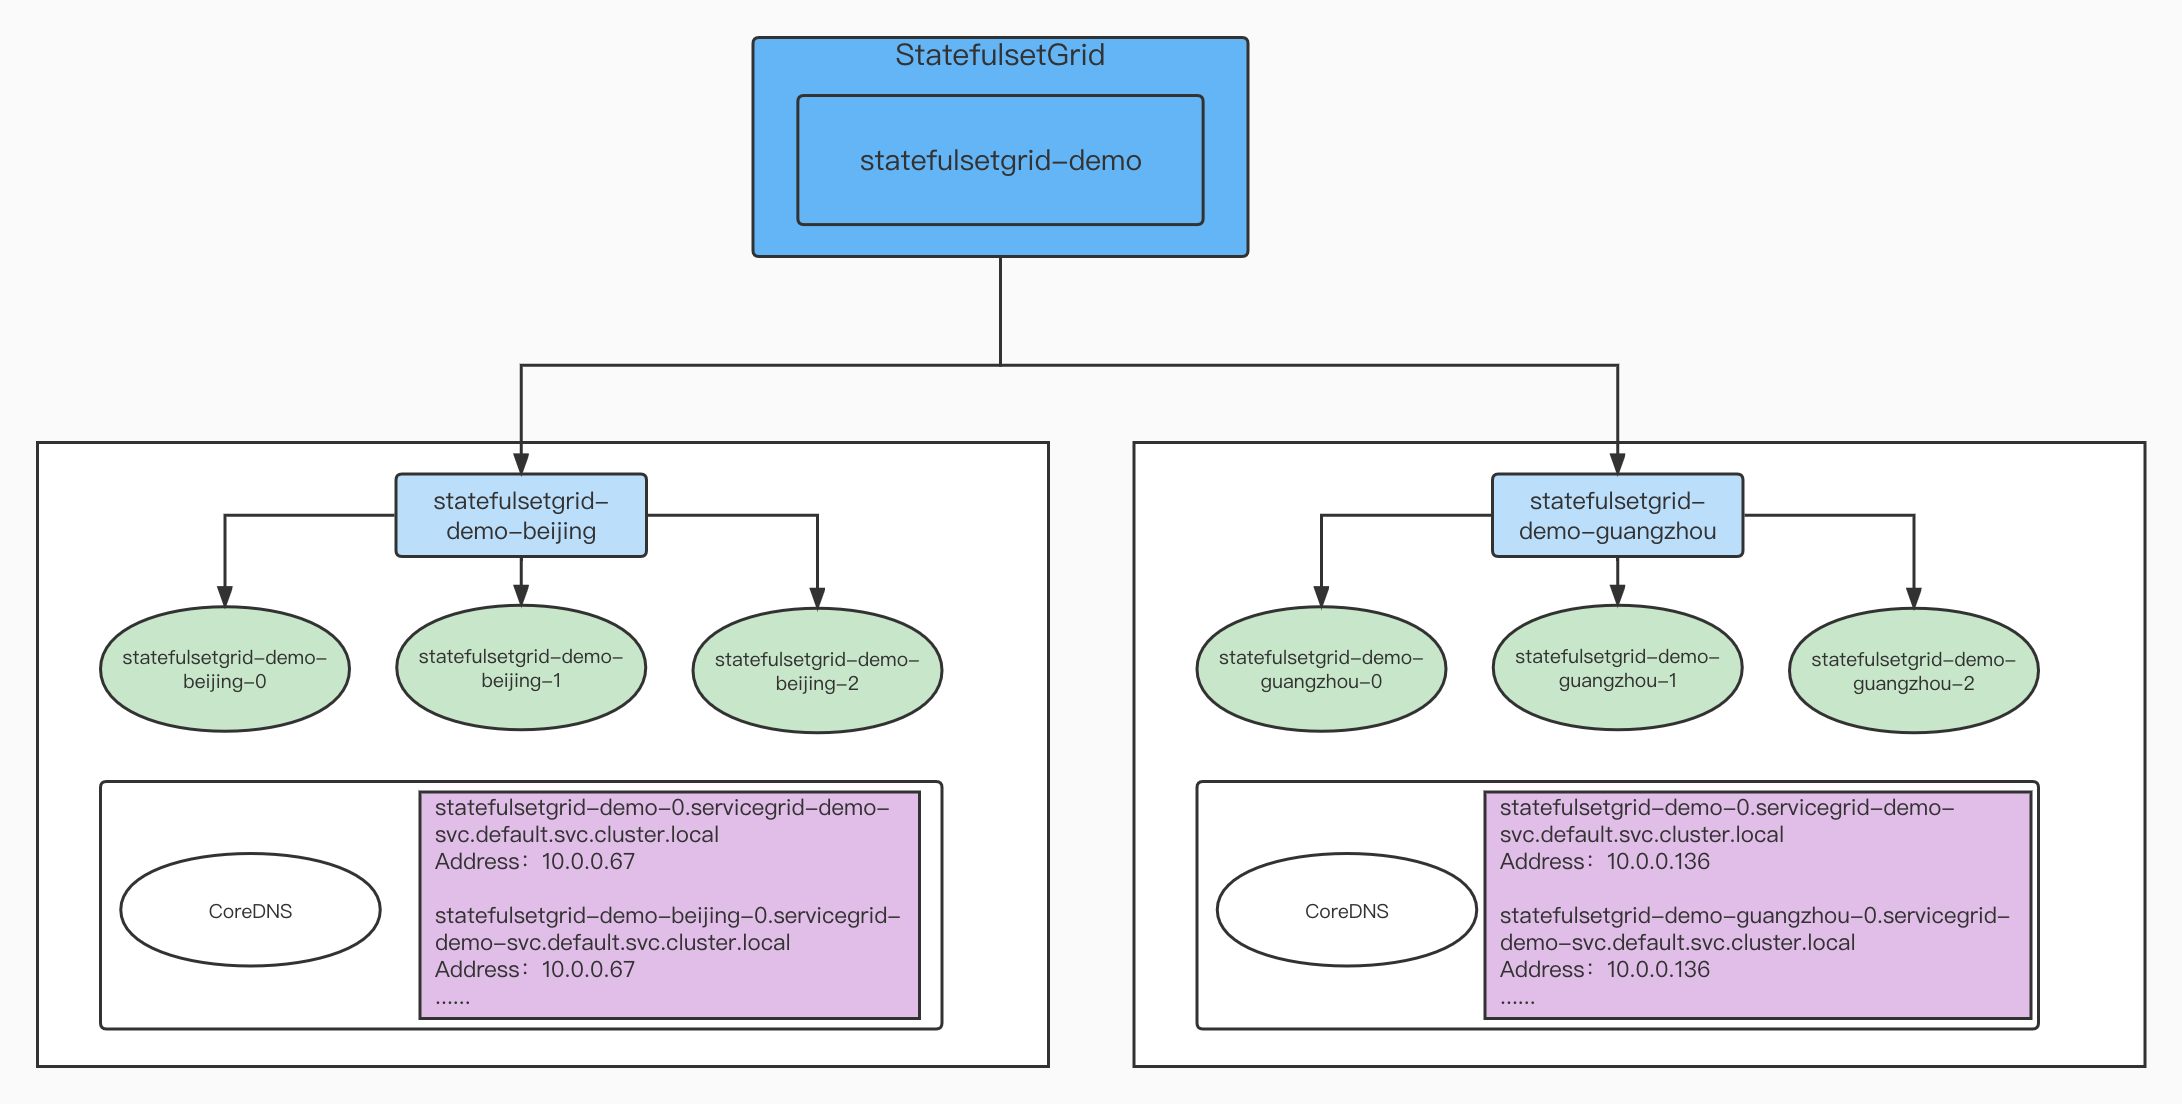 StatefulsetGrid
statefulsetgrid–demo
statefulsetgrid–
demo–beijing
statefulsetgrid–demo–
beijing–0
statefulsetgrid–demo–
beijing–1
statefulsetgrid–demo–
beijing–2
CoreDNS
statefulsetgrid–demo–0.servicegrid–demo–
svc.default.svc.cluster.local
Address：10.0.0.67
statefulsetgrid–demo–beijing–0.servicegrid–
demo–svc.default.svc.cluster.local
Address：10.0.0.67
......
statefulsetgrid–
demo–guangzhou
statefulsetgrid–demo–
guangzhou–0
statefulsetgrid–demo–
guangzhou–1
statefulsetgrid–demo–
guangzhou–2
CoreDNS
statefulsetgrid–demo–0.servicegrid–demo–
svc.default.svc.cluster.local
Address：10.0.0.136
statefulsetgrid–demo–guangzhou–0.servicegrid–
demo–svc.default.svc.cluster.local
Address：10.0.0.136
......